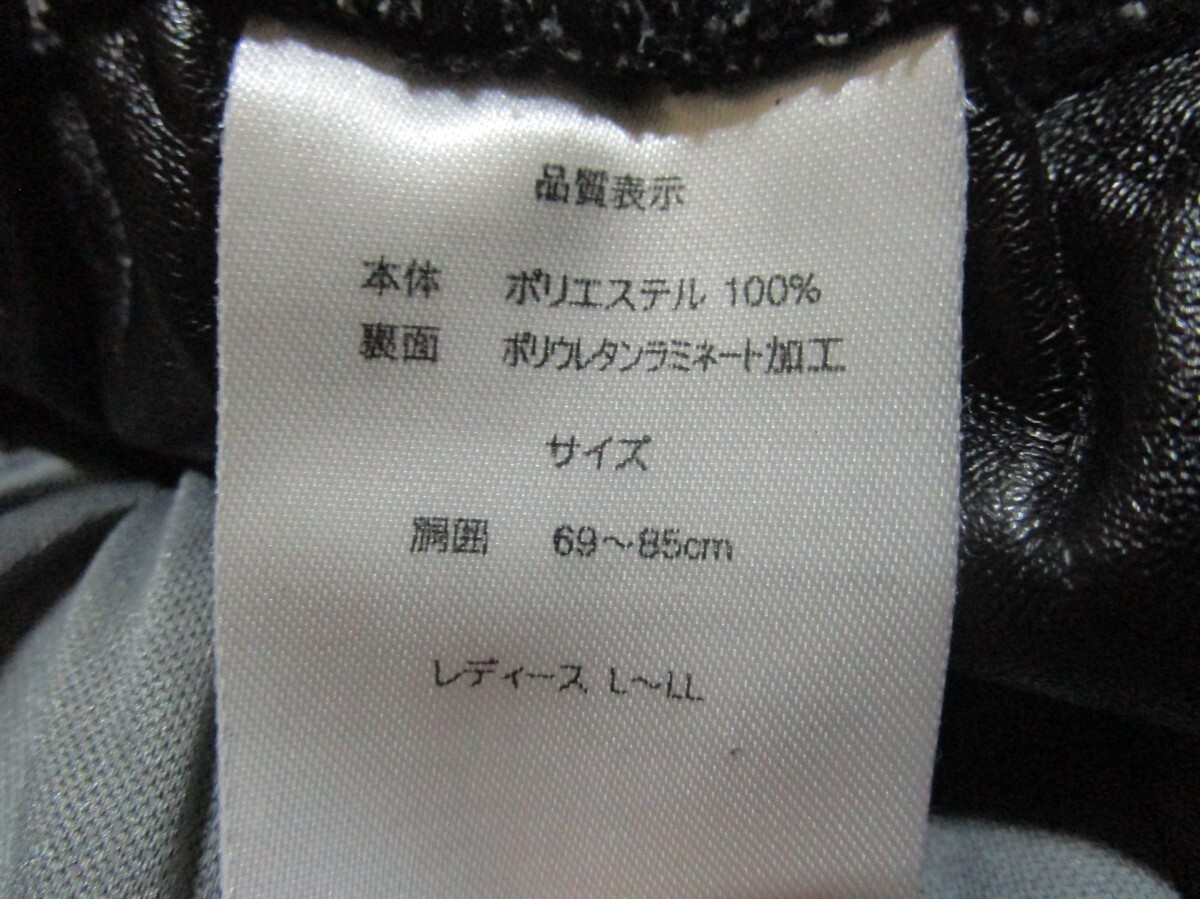 品質表示
本体 ポリエステル 100%
裏面 ポリウレタンラミネート加工
サイズ
胴囲 69～85cm
レディース L～LL